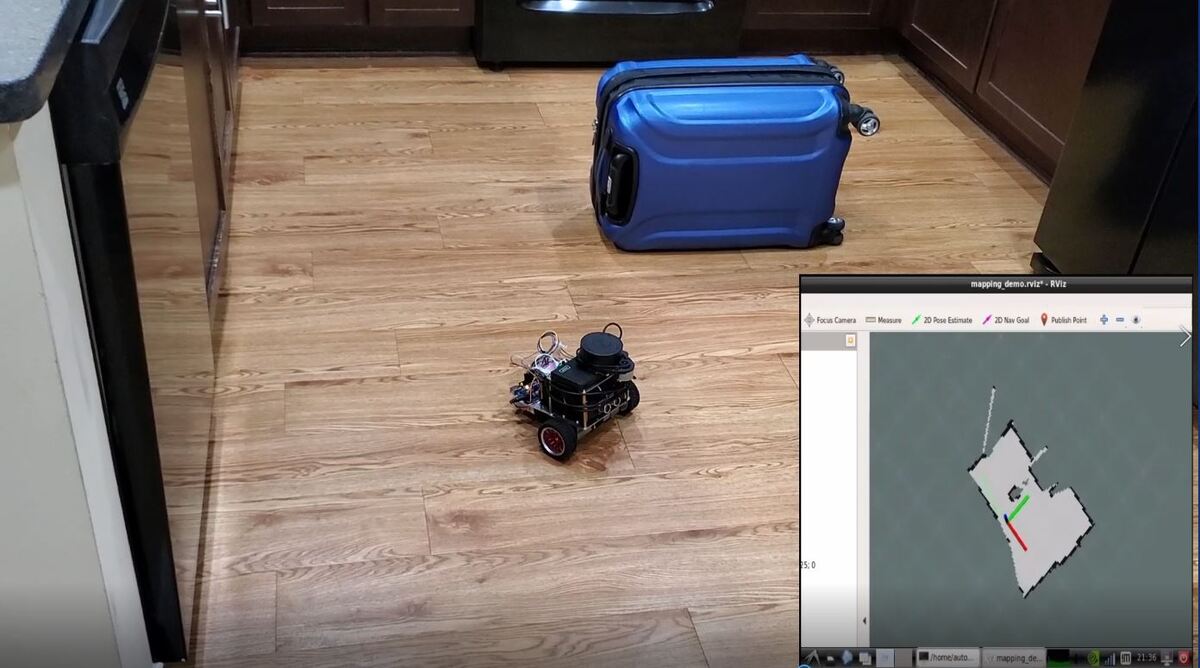 mapping_demo.rviz* - RViz
Focus Camera
Measure
2D Pose Estimate
2D Nav Goal
Publish Point
25; 0
/home/auto...
mapping_de...
21:36